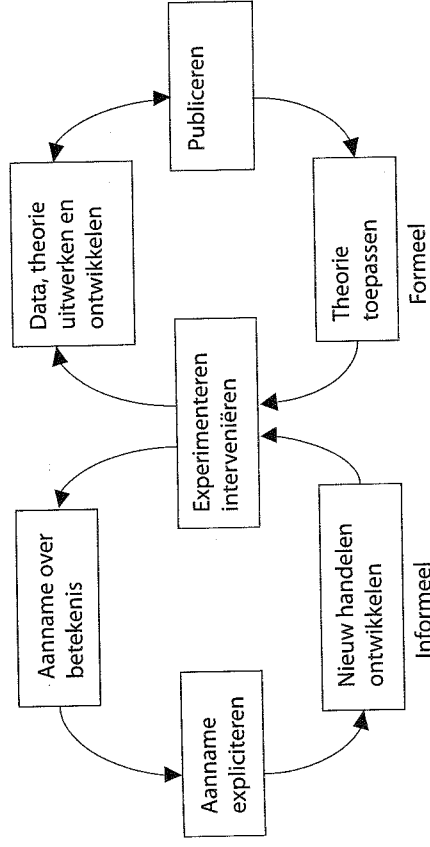 Aanname over
betekenis
Data, theorie
uitwerken en
ontwikkelen
Aanname
expliciteren
Experimenteren
interveniëren
Publiceren
Nieuw handelen
ontwikkelen
Theorie
toepassen
Informeel
Formeel